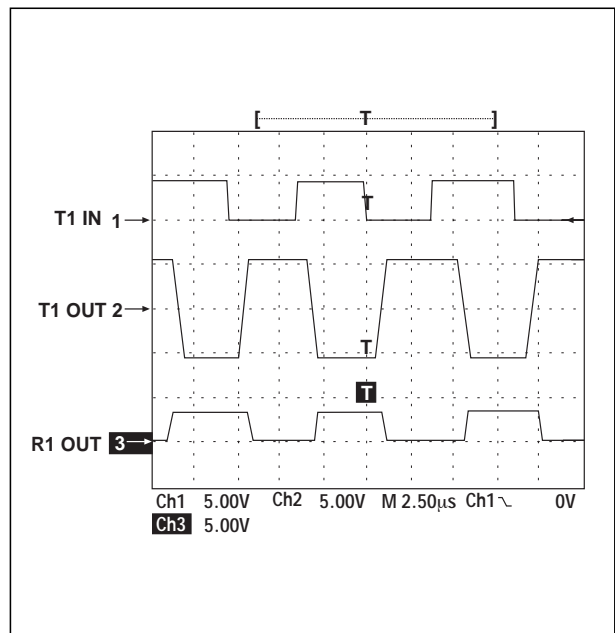 [ T ]
T
T1 IN 1
T1 OUT 2
T
T
R1 OUT 3
Ch1 5.00V Ch2 5.00V M 2.50μs Ch1 0V
Ch3 5.00V